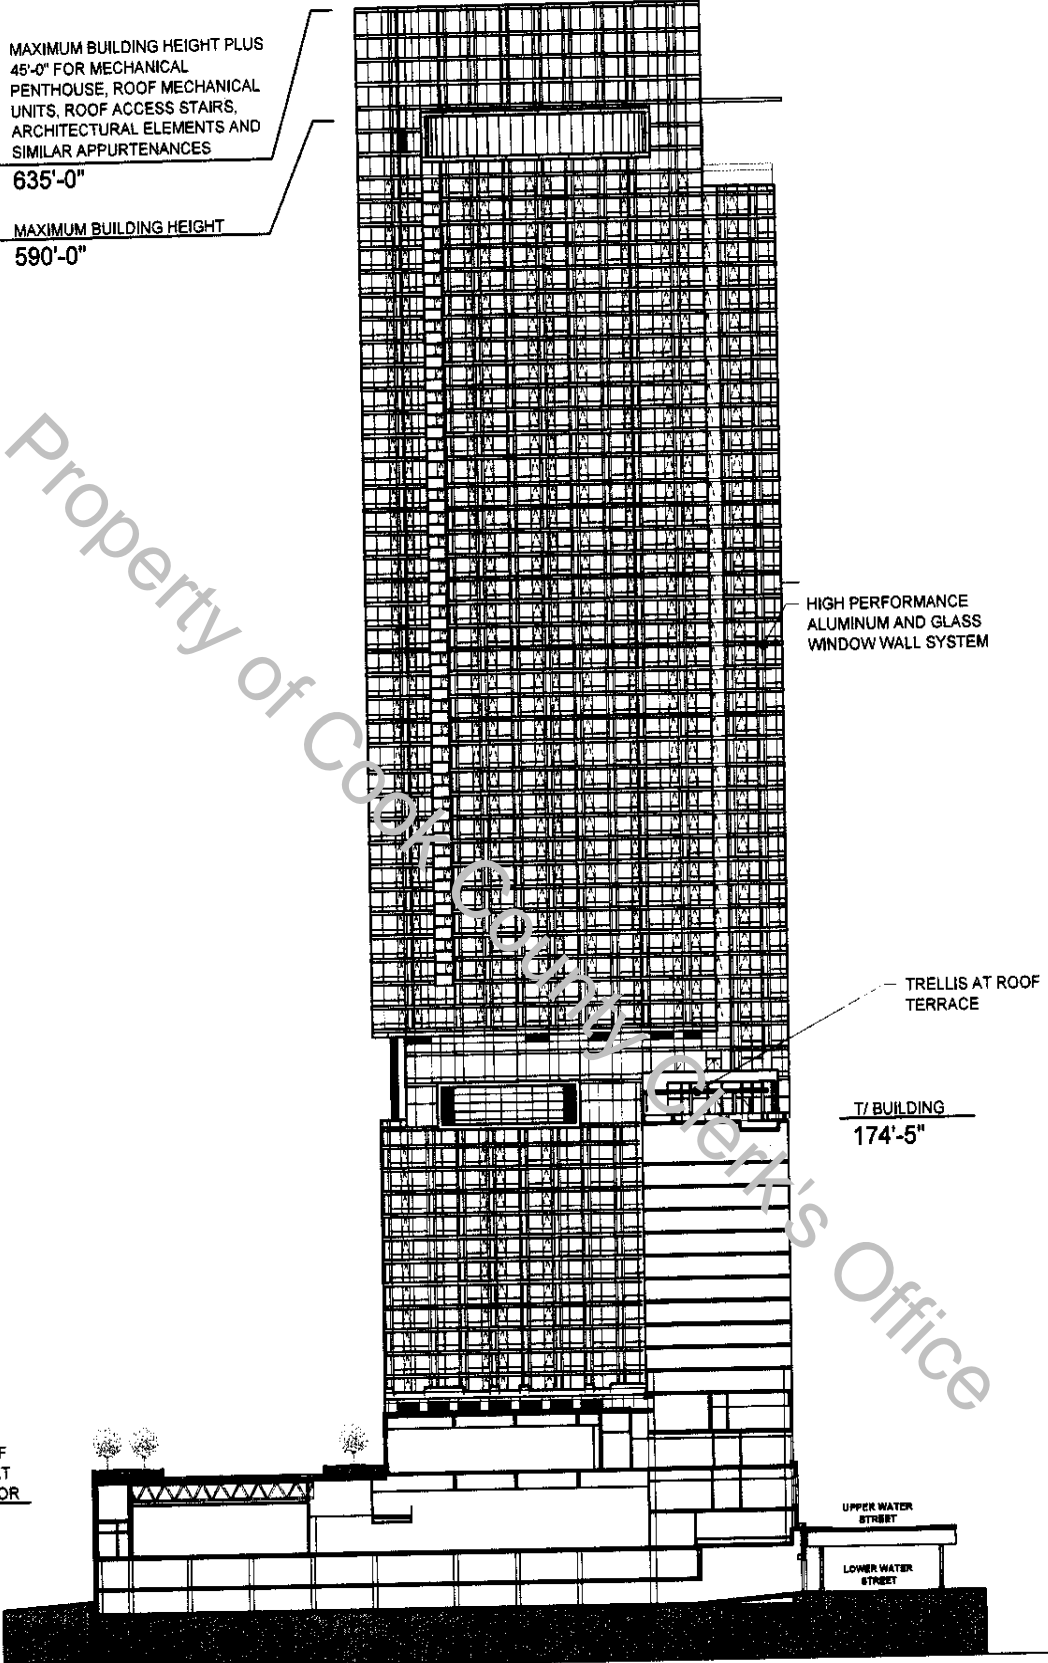 MAXIMUM BUILDING HEIGHT PLUS
45'-0" FOR MECHANICAL
PENTHOUSE, ROOF MECHANICAL
UNITS, ROOF ACCESS STAIRS,
ARCHITECTURAL ELEMENTS AND
SIMILAR APPURTENANCES
635'-0"
MAXIMUM BUILDING HEIGHT
590'-0"
HIGH PERFORMANCE
ALUMINUM AND GLASS
WINDOW WALL SYSTEM
Property of Cook County Clerk's Office
TRELLIS AT ROOF
TERRACE
T/ BUILDING
174'-5"
F
T
OR
UPPER WATER
STREET
LOWER WATER
STREET